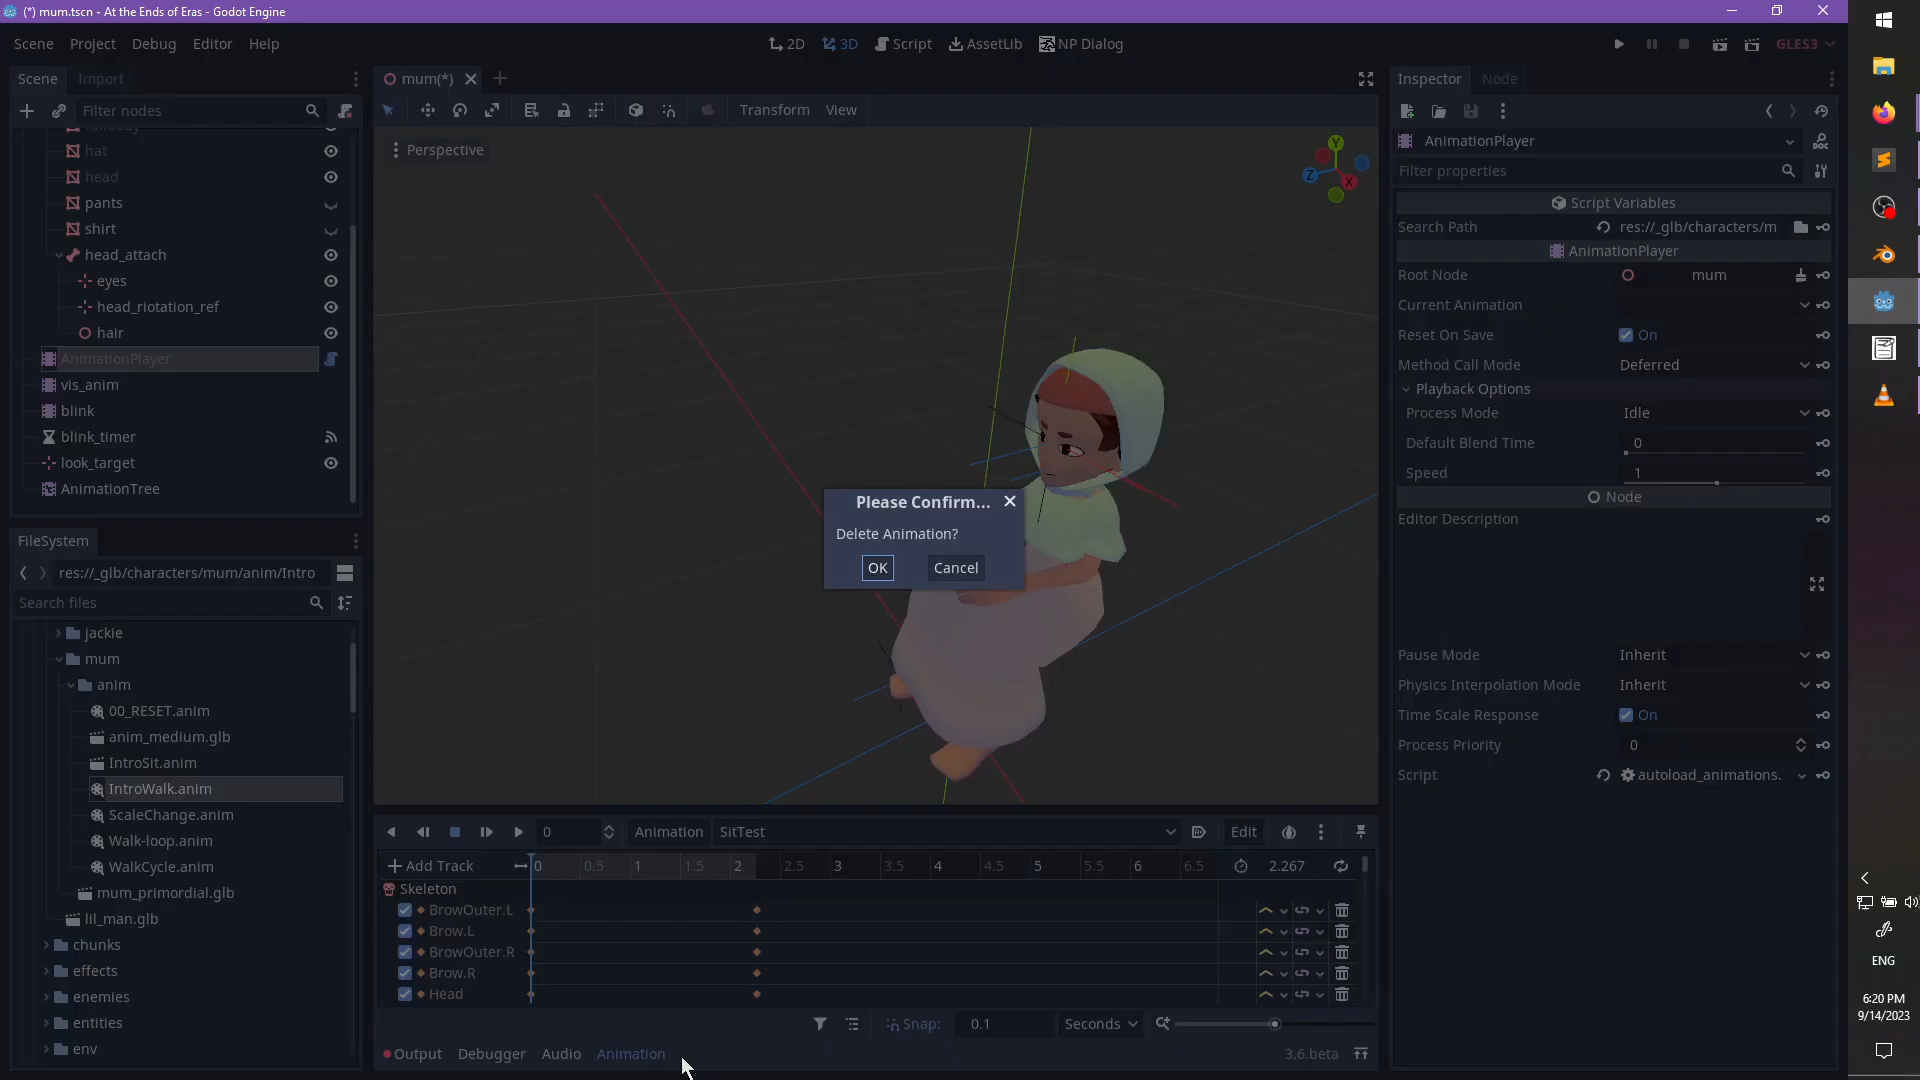 (*) mum.tscn - At the Ends of Eras - Godot Engine
Scene Project Debug Editor Help
2D 3D Script AssetLib NP Dialog
GLES3
Scene Import
Filter nodes
hat
head
pants
shirt
head_attach
eyes
head_riotation_ref
hair
AnimationPlayer
vis_anim
blink
blink_timer
look_target
AnimationTree
FileSystem
res://_glb/characters/mum/anim/Intro
Search files
jackie
mum
anim
00_RESET.anim
anim_medium.glb
IntroSit.anim
IntroWalk.anim
ScaleChange.anim
Walk-loop.anim
WalkCycle.anim
mum_primordial.glb
lil_man.glb
chunks
effects
enemies
entities
env
mum(*)
Transform View
Perspective
Y
Z
X
Please Confirm...
Delete Animation?
OK Cancel
0 Animation SitTest Edit
Add Track 0 0.5 1 1.5 2 2.5 3 3.5 4 4.5 5 5.5 6 6.5 2.267
Skeleton
BrowOuter.L
Brow.L
BrowOuter.R
Brow.R
Head
Snap: 0.1 Seconds
Output Debugger Audio Animation 3.6.beta
Inspector Node
AnimationPlayer
Filter properties
Script Variables
Search Path res://_glb/characters/m
AnimationPlayer
Root Node mum
Current Animation
Reset On Save On
Method Call Mode Deferred
Playback Options
Process Mode Idle
Default Blend Time 0
Speed 1
Node
Editor Description
Pause Mode Inherit
Physics Interpolation Mode Inherit
Time Scale Response On
Process Priority 0
Script autoload_animations.
ENG
6:20 PM
9/14/2023